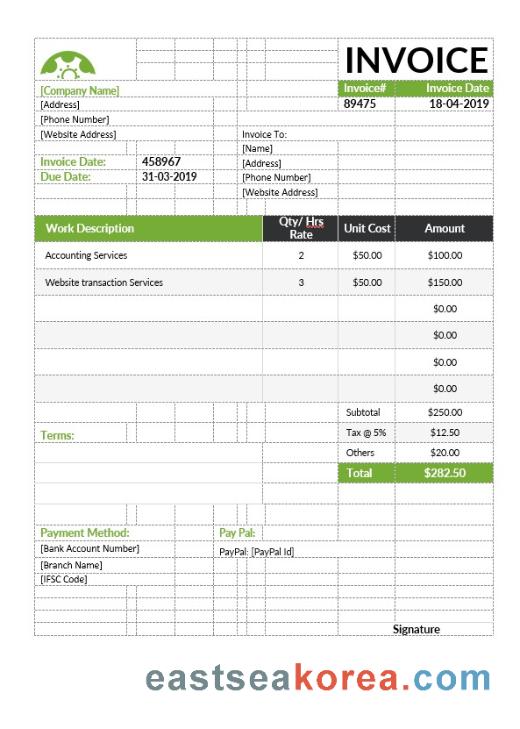 INVOICE
[Company Name]
Invoice# Invoice Date
[Address]
89475 18-04-2019
[Phone Number]
[Website Address]
Invoice To:
[Name]
Invoice Date: 458967
[Address]
Due Date: 31-03-2019
[Phone Number]
[Website Address]
Work Description Qty/ Hrs Rate Unit Cost Amount
Accounting Services 2 $50.00 $100.00
Website transaction Services 3 $50.00 $150.00
$0.00
$0.00
$0.00
$0.00
Subtotal $250.00
Terms:
Tax @ 5% $12.50
Others $20.00
Total $282.50
Payment Method: Pay Pal:
[Bank Account Number]
PayPal: [PayPal Id]
[Branch Name]
[IFSC Code]
Signature
eastseakorea.com